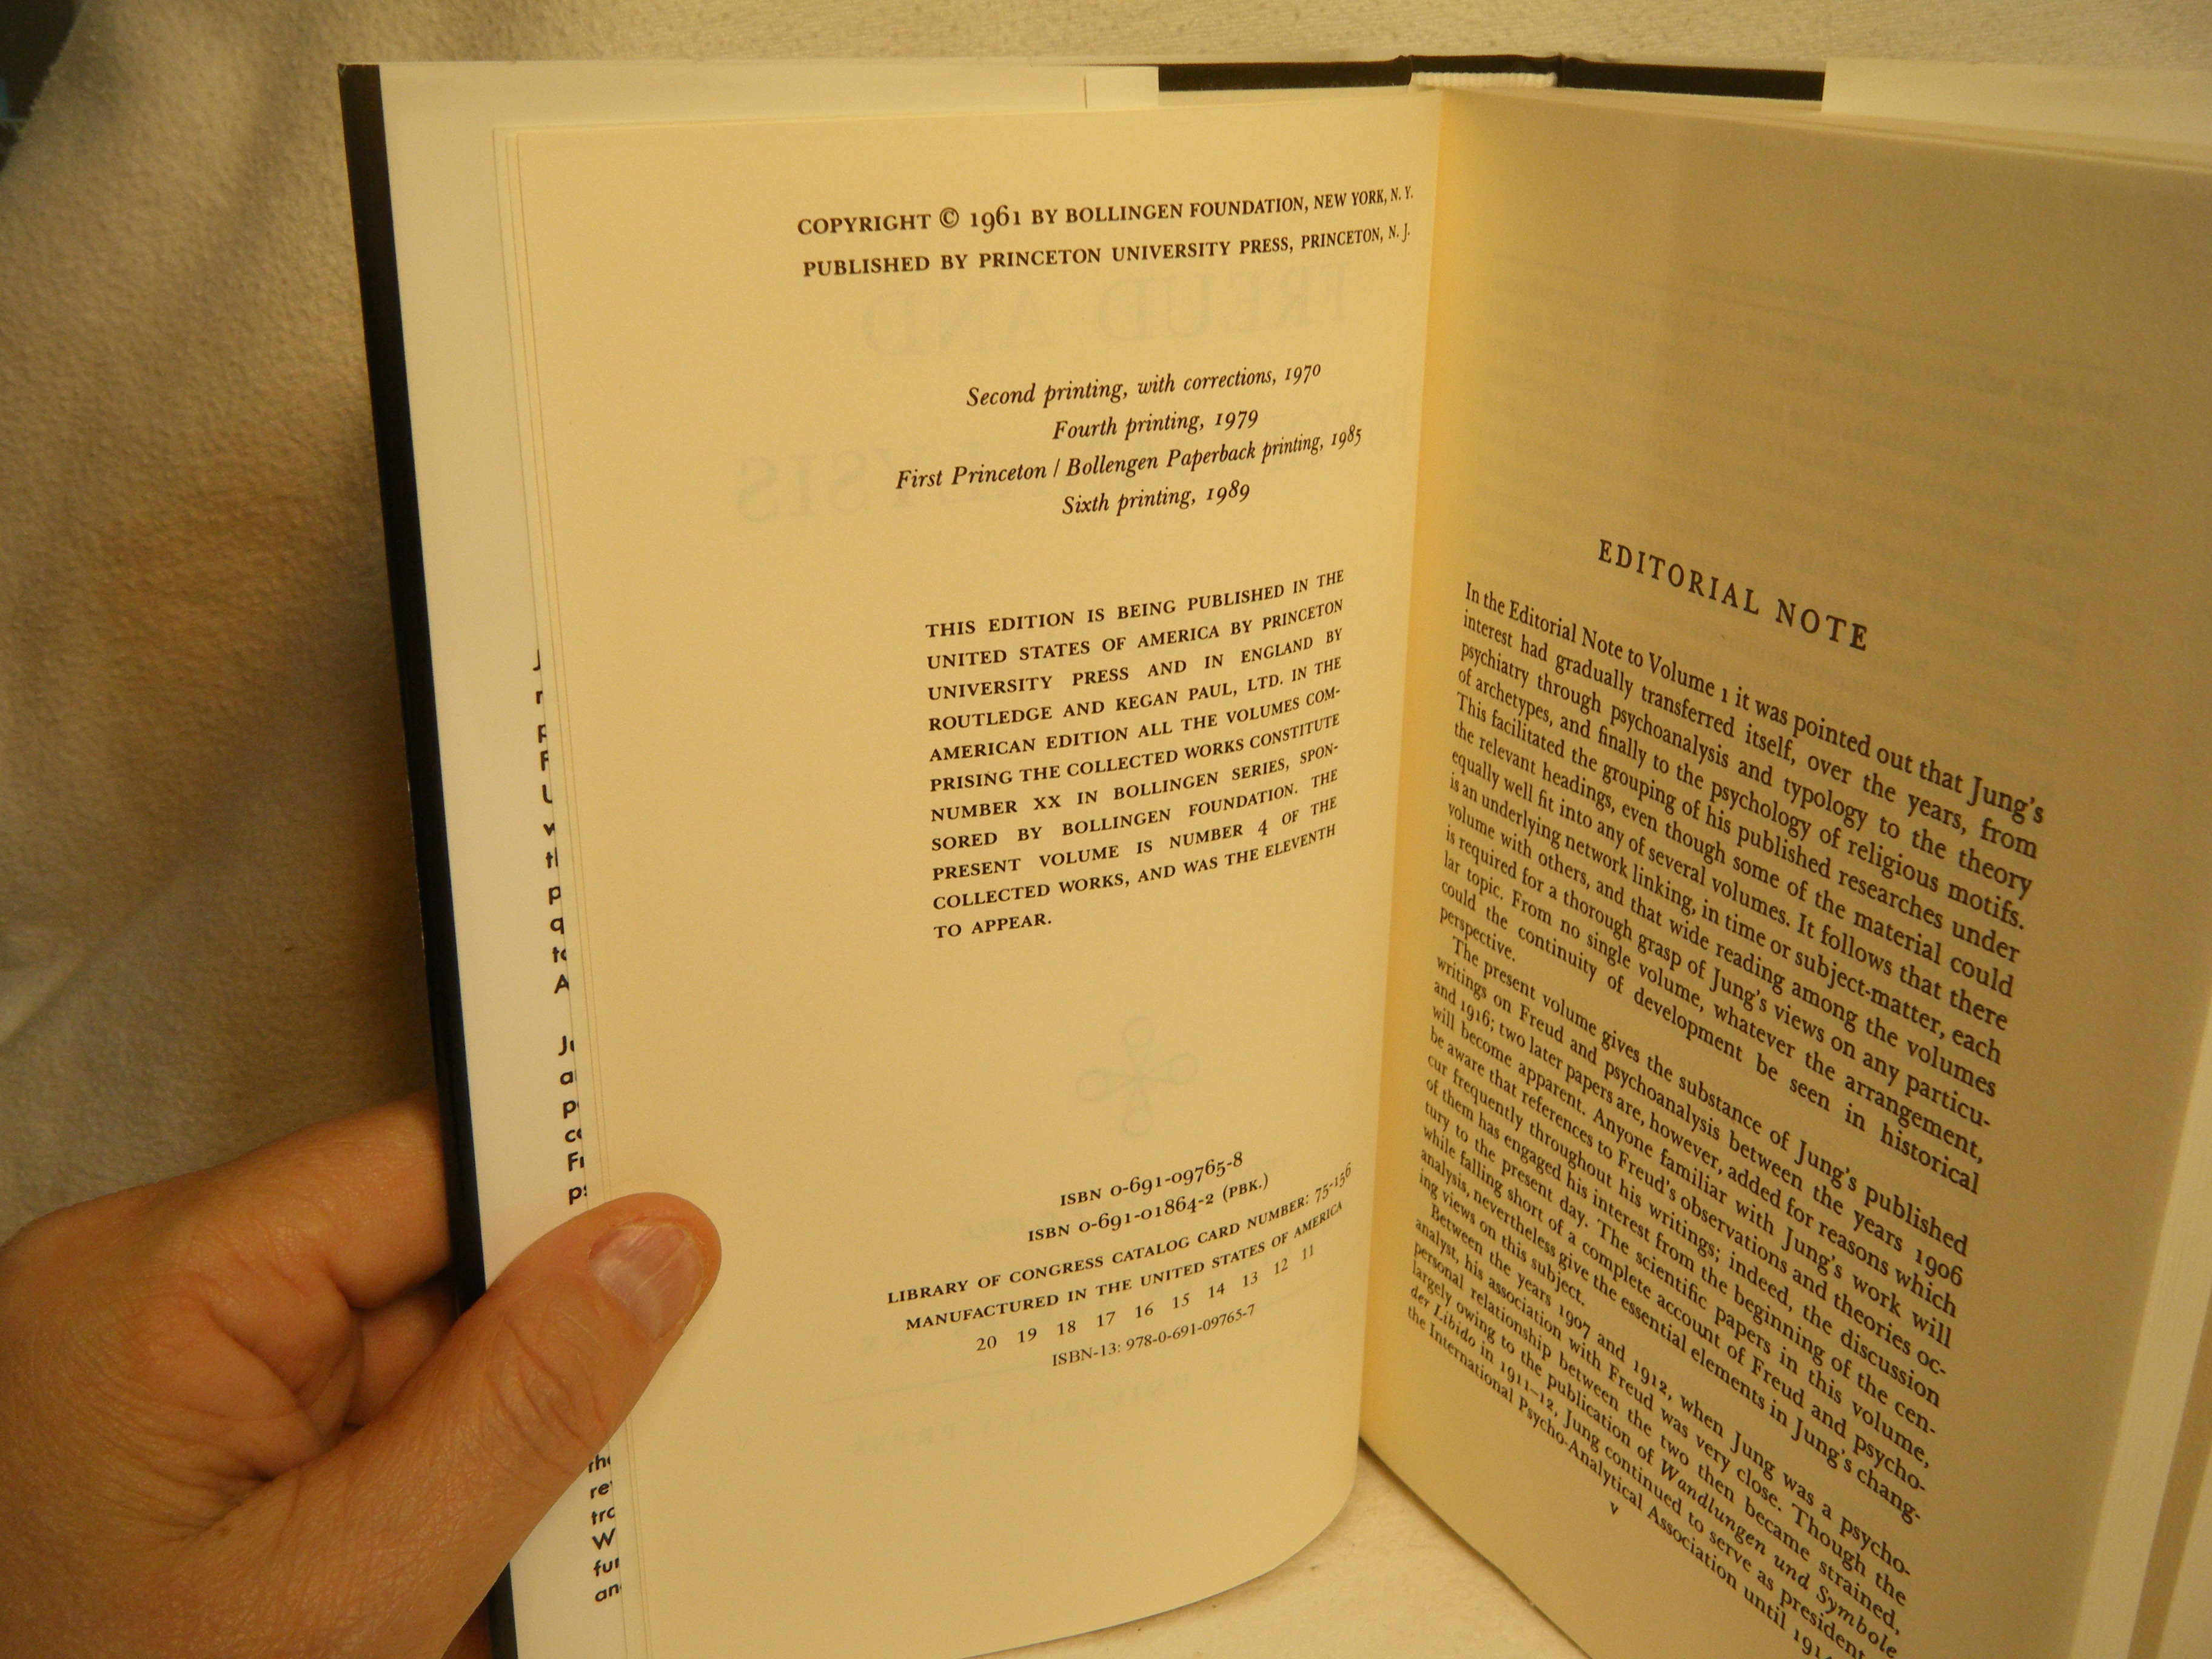 COPYRIGHT © 1961 BY BOLLINGEN FOUNDATION, NEW YORK, N. Y.
PUBLISHED BY PRINCETON UNIVERSITY PRESS, PRINCETON, N. J.
Second printing, with corrections, 1970
Fourth printing, 1979
First Princeton / Bollengen Paperback printing, 1985
Sixth printing, 1989
THIS EDITION IS BEING PUBLISHED IN THE
UNITED STATES OF AMERICA BY PRINCETON
UNIVERSITY PRESS AND IN ENGLAND BY
ROUTLEDGE AND KEGAN PAUL, LTD. IN THE
AMERICAN EDITION ALL THE VOLUMES COM-
PRISING THE COLLECTED WORKS CONSTITUTE
NUMBER XX IN BOLLINGEN SERIES, SPON-
SORED BY BOLLINGEN FOUNDATION. THE
PRESENT VOLUME IS NUMBER 4 OF THE
COLLECTED WORKS, AND WAS THE ELEVENTH
TO APPEAR.
ISBN 0-691-09765-8
ISBN 0-691-01864-2 (PBK.)
LIBRARY OF CONGRESS CATALOG CARD NUMBER: 75-156
MANUFACTURED IN THE UNITED STATES OF AMERICA
20 19 18 17 16 15 14 13 12 11
ISBN-13: 978-0-691-09765-7
EDITORIAL NOTE
In the Editorial Note to Volume 1 it was pointed out that Jung's
interest had gradually transferred itself, over the years, from
psychiatry through psychoanalysis and typology to the theory
of archetypes, and finally to the psychology of religious motifs.
This facilitated the grouping of his published researches under
the relevant headings, even though some of the material could
equally well fit into any of several volumes. It follows that there
is an underlying network linking, in time or subject-matter, each
volume with others, and that wide reading among the volumes
is required for a thorough grasp of Jung's views on any particu-
lar topic. From no single volume, whatever the arrangement,
could the continuity of development be seen in historical
perspective.
The present volume gives the substance of Jung's published
writings on Freud and psychoanalysis between the years 1906
and 1916; two later papers are, however, added for reasons which
will become apparent. Anyone familiar with Jung's work will
be aware that references to Freud's observations and theories oc-
cur frequently throughout his writings; indeed, the discussion
of them has engaged his interest from the beginning of the cen-
tury to the present day. The scientific papers in this volume,
while falling short of a complete account of Freud and psycho-
analysis, nevertheless give the essential elements in Jung's chang-
ing views on this subject.
Between the years 1907 and 1912, when Jung was a psycho-
analyst, his association with Freud was very close. Though the
personal relationship between the two then became strained,
largely owing to the publication of Wandlungen und Symbole
der Libido in 1911–12, Jung continued to serve as president
the International Psycho-Analytical Association until 1914
v